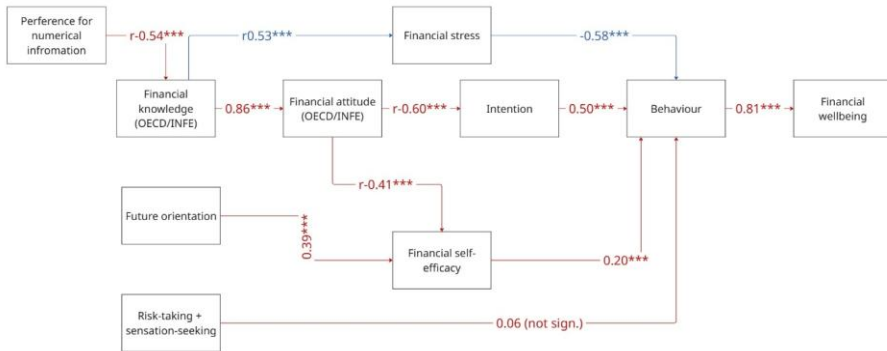 Perference for
numerical
infromation
r-0.54***
r0.53***
Financial stress
-0.58***
Financial
knowledge
(OECD/INFE)
0.86***
Financial attitude
(OECD/INFE)
r-0.60***
Intention
0.50***
Behaviour
0.81***
Financial
wellbeing
r-0.41***
Future orientation
0.39***
Financial self-
efficacy
0.20***
Risk-taking +
sensation-seeking
0.06 (not sign.)